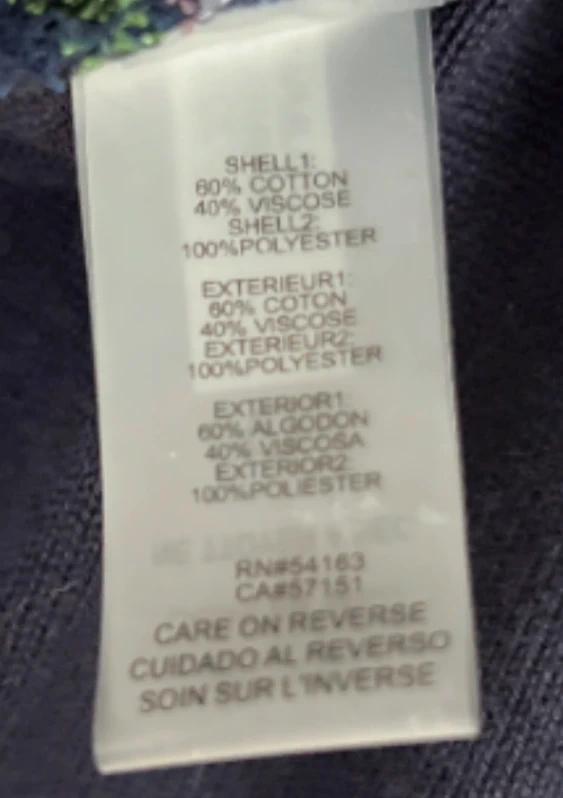 SHELL1:
60% COTTON
40% VISCOSE
SHELL2:
100%POLYESTER
EXTERIEUR1:
60% COTON
40% VISCOSE
EXTERIEUR2:
100%POLYESTER
EXTERIOR1:
60% ALGODON
40% VISCOSA
EXTERIOR2:
100%POLIESTER
RN#54163
CA#57151
CARE ON REVERSE
CUIDADO AL REVERSO
SOIN SUR L'INVERSE